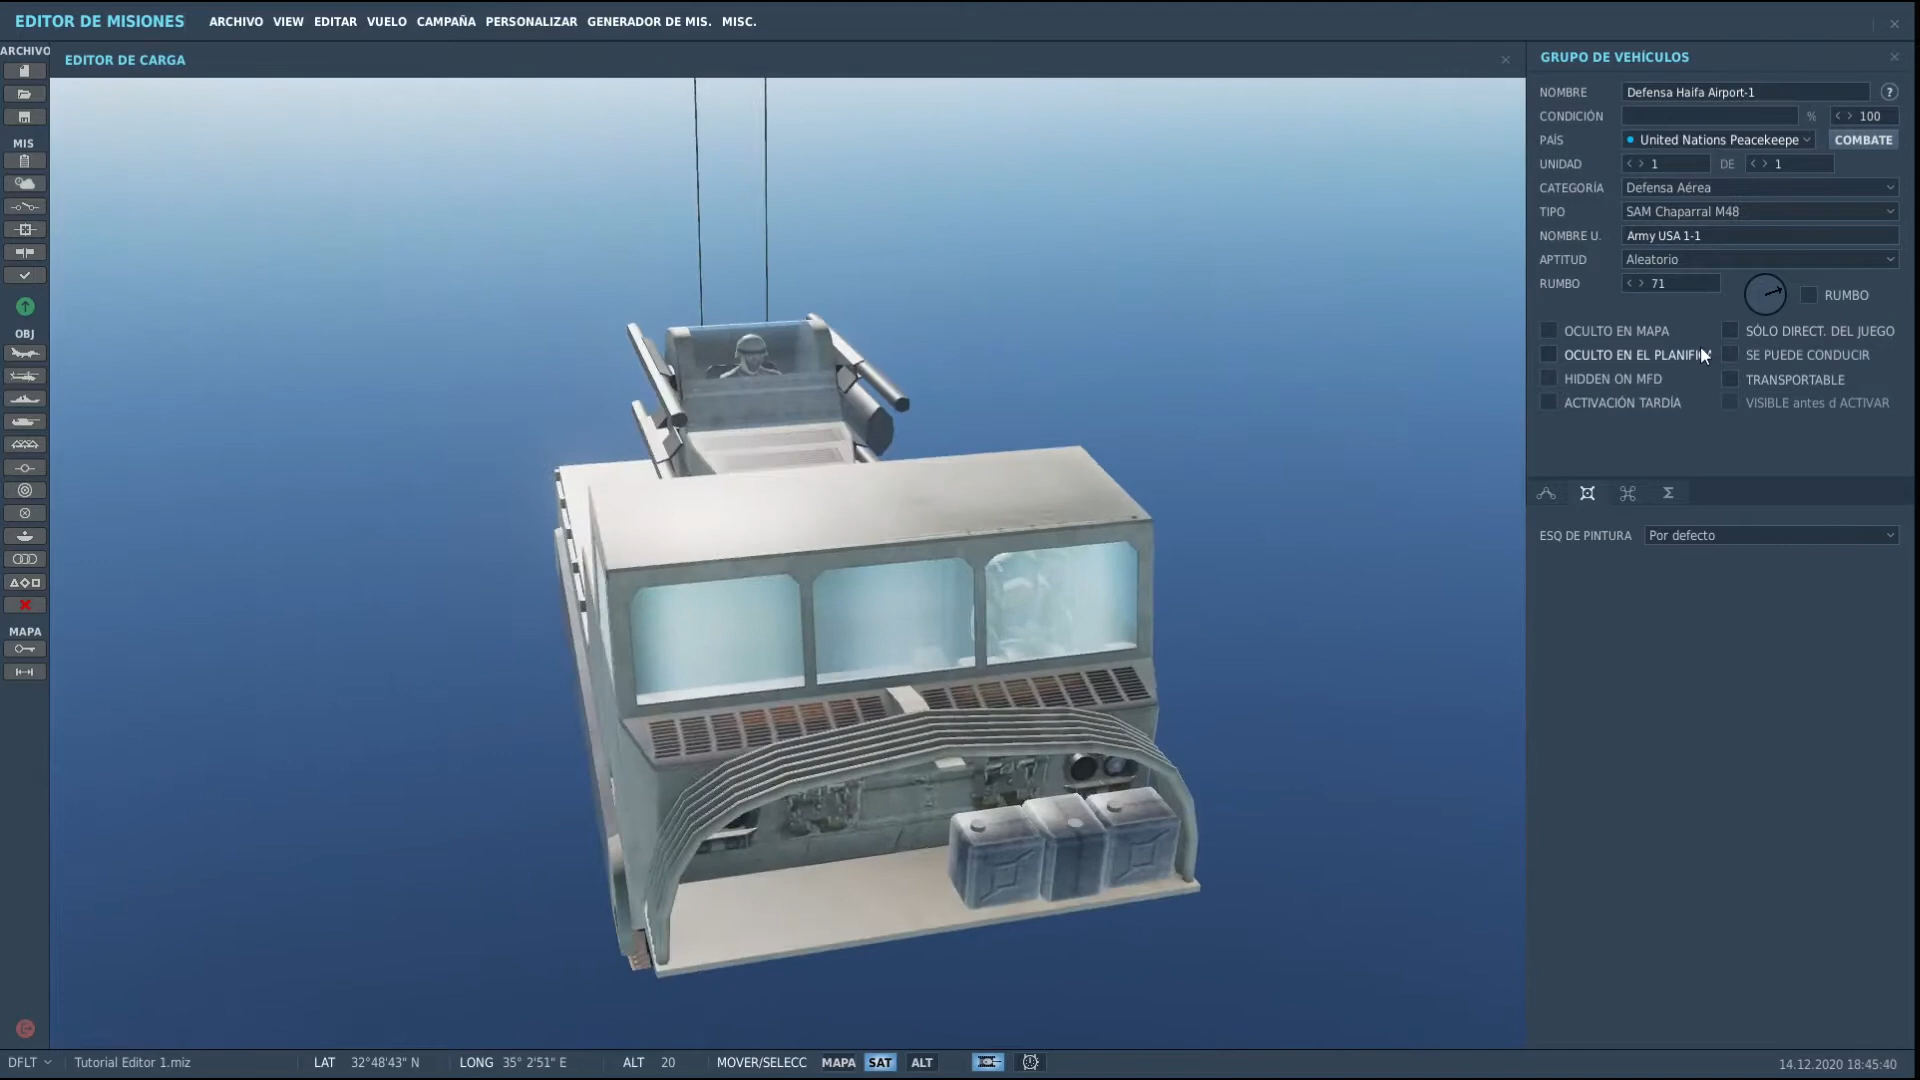 EDITOR DE MISIONES
ARCHIVO VIEW EDITAR VUELO CAMPAÑA PERSONALIZAR GENERADOR DE MIS. MISC.
ARCHIVO
MIS
OBJ
MAPA
EDITOR DE CARGA
GRUPO DE VEHÍCULOS
NOMBRE Defensa Haifa Airport-1 ?
CONDICIÓN % < > 100
PAÍS United Nations Peacekeepe COMBATE
UNIDAD < > 1 DE < > 1
CATEGORÍA Defensa Aérea
TIPO SAM Chaparral M48
NOMBRE U. Army USA 1-1
APTITUD Aleatorio
RUMBO < > 71 RUMBO
OCULTO EN MAPA SÓLO DIRECT. DEL JUEGO
OCULTO EN EL PLANIFI SE PUEDE CONDUCIR
HIDDEN ON MFD TRANSPORTABLE
ACTIVACIÓN TARDÍA VISIBLE antes d ACTIVAR
ESQ DE PINTURA Por defecto
DFLT Tutorial Editor 1.miz LAT 32°48'43" N LONG 35° 2'51" E ALT 20 MOVER/SELECC MAPA SAT ALT 14.12.2020 18:45:40